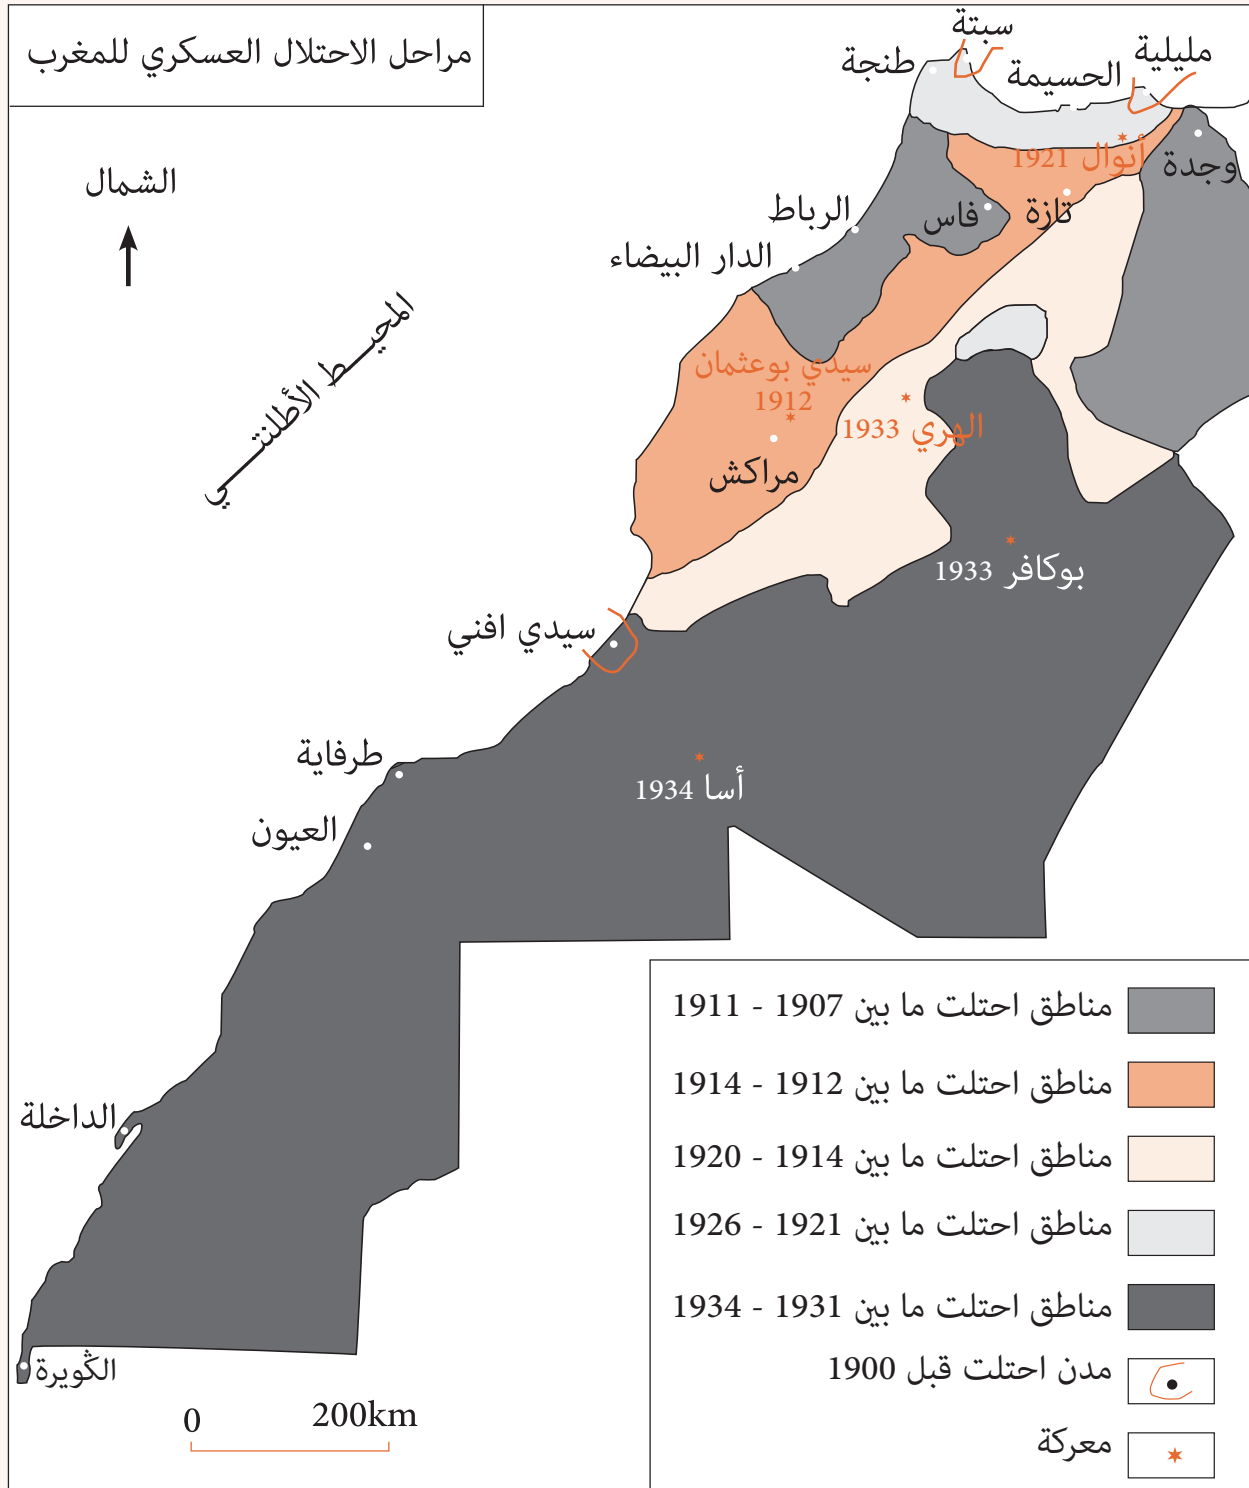 مراحل الاحتلال العسكري للمغرب
سبتة
مليلية
طنجة
الحسيمة
أنوال 1921
وجدة
الشمال
تازة
فاس
الرباط
الدار البيضاء
المحيط الأطلنتي
سيدي بوعثمان
1912
الهري 1933
مراكش
بوكافر 1933
سيدي افني
طرفاية
أسا 1934
العيون
الداخلة
الكَويرة
مناطق احتلت ما بين 1907 - 1911
مناطق احتلت ما بين 1912 - 1914
مناطق احتلت ما بين 1914 - 1920
مناطق احتلت ما بين 1921 - 1926
مناطق احتلت ما بين 1931 - 1934
مدن احتلت قبل 1900
معركة
0 200km